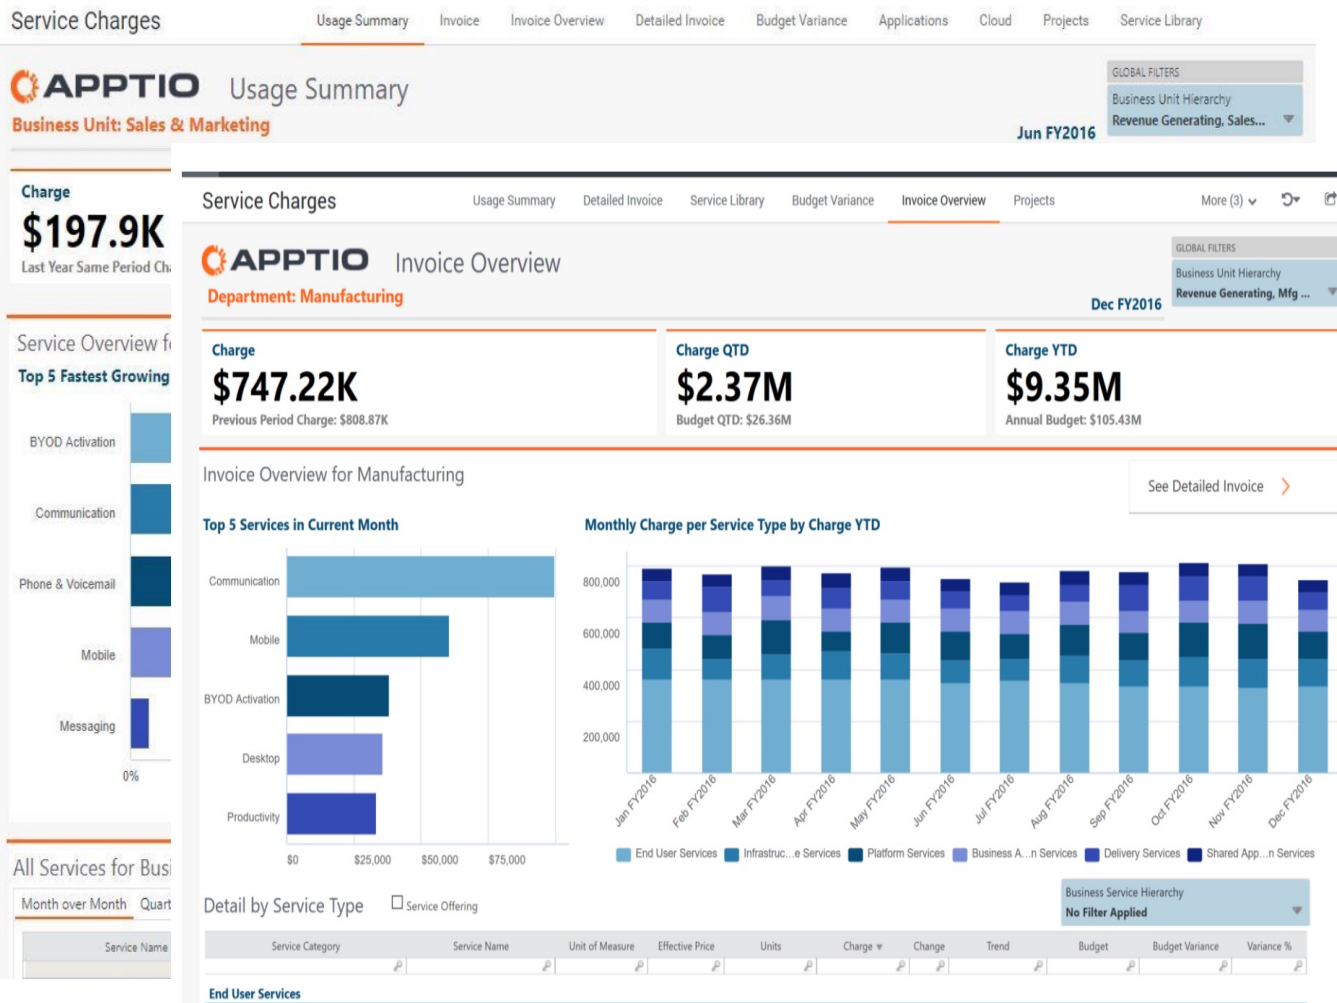 Service Charges
Usage Summary Invoice Invoice Overview Detailed Invoice Budget Variance Applications Cloud Projects Service Library
APPTIO Usage Summary
Business Unit: Sales & Marketing
Jun FY2016
GLOBAL FILTERS
Business Unit Hierarchy
Revenue Generating, Sales...
Charge
$197.9K
Last Year Same Period Ch
Service Overview f
Top 5 Fastest Growing
BYOD Activation
Communication
Phone & Voicemail
Mobile
Messaging
0%
All Services for Busi
Month over Month Quart
Service Name
Service Charges
Usage Summary Detailed Invoice Service Library Budget Variance Invoice Overview Projects More (3)
APPTIO Invoice Overview
Department: Manufacturing
Dec FY2016
GLOBAL FILTERS
Business Unit Hierarchy
Revenue Generating, Mfg ...
Charge
$747.22K
Previous Period Charge: $808.87K
Charge QTD
$2.37M
Budget QTD: $26.36M
Charge YTD
$9.35M
Annual Budget: $105.43M
Invoice Overview for Manufacturing
See Detailed Invoice
Top 5 Services in Current Month
Communication
Mobile
BYOD Activation
Desktop
Productivity
$0 $25,000 $50,000 $75,000
Monthly Charge per Service Type by Charge YTD
800,000
600,000
400,000
200,000
Jan FY2016 Feb FY2016 Mar FY2016 Apr FY2016 May FY2016 Jun FY2016 Jul FY2016 Aug FY2016 Sep FY2016 Oct FY2016 Nov FY2016 Dec FY2016
End User Services Infrastruc...e Services Platform Services Business A...n Services Delivery Services Shared App...n Services
Detail by Service Type Service Offering
Business Service Hierarchy
No Filter Applied
Service Category Service Name Unit of Measure Effective Price Units Charge Change Trend Budget Budget Variance Variance %
End User Services